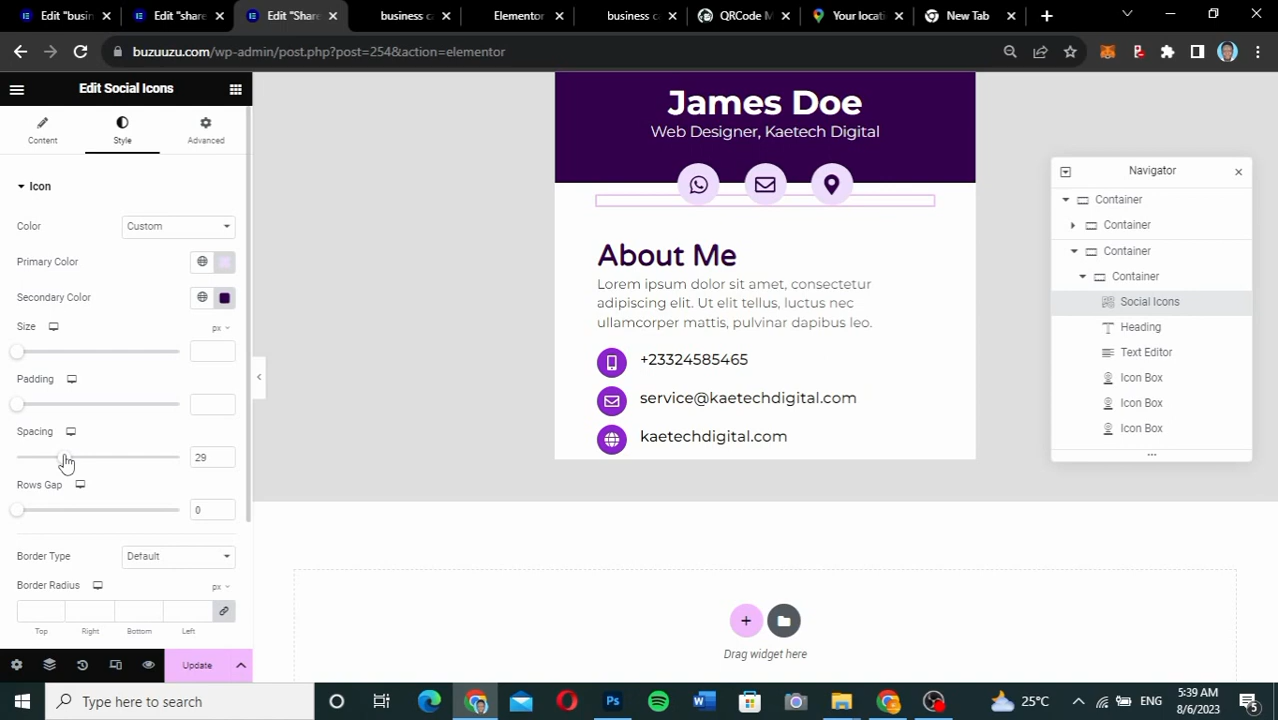 Edit "busin
Edit "share
Edit "Share
business ca
Elementor
business ca
QRCode M
Your locati
New Tab
buzuuzu.com/wp-admin/post.php?post=254&action=elementor
Edit Social Icons
Content
Style
Advanced
Icon
Color
Custom
Primary Color
Secondary Color
Size
px
Padding
Spacing
29
Rows Gap
0
Border Type
Default
Border Radius
px
Top
Right
Bottom
Left
Update
James Doe
Web Designer, Kaetech Digital
About Me
Lorem ipsum dolor sit amet, consectetur
adipiscing elit. Ut elit tellus, luctus nec
ullamcorper mattis, pulvinar dapibus leo.
+23324585465
service@kaetechdigital.com
kaetechdigital.com
Drag widget here
Navigator
Container
Container
Container
Container
Social Icons
Heading
Text Editor
Icon Box
Icon Box
Icon Box
Type here to search
25°C
ENG
5:39 AM
8/6/2023
5